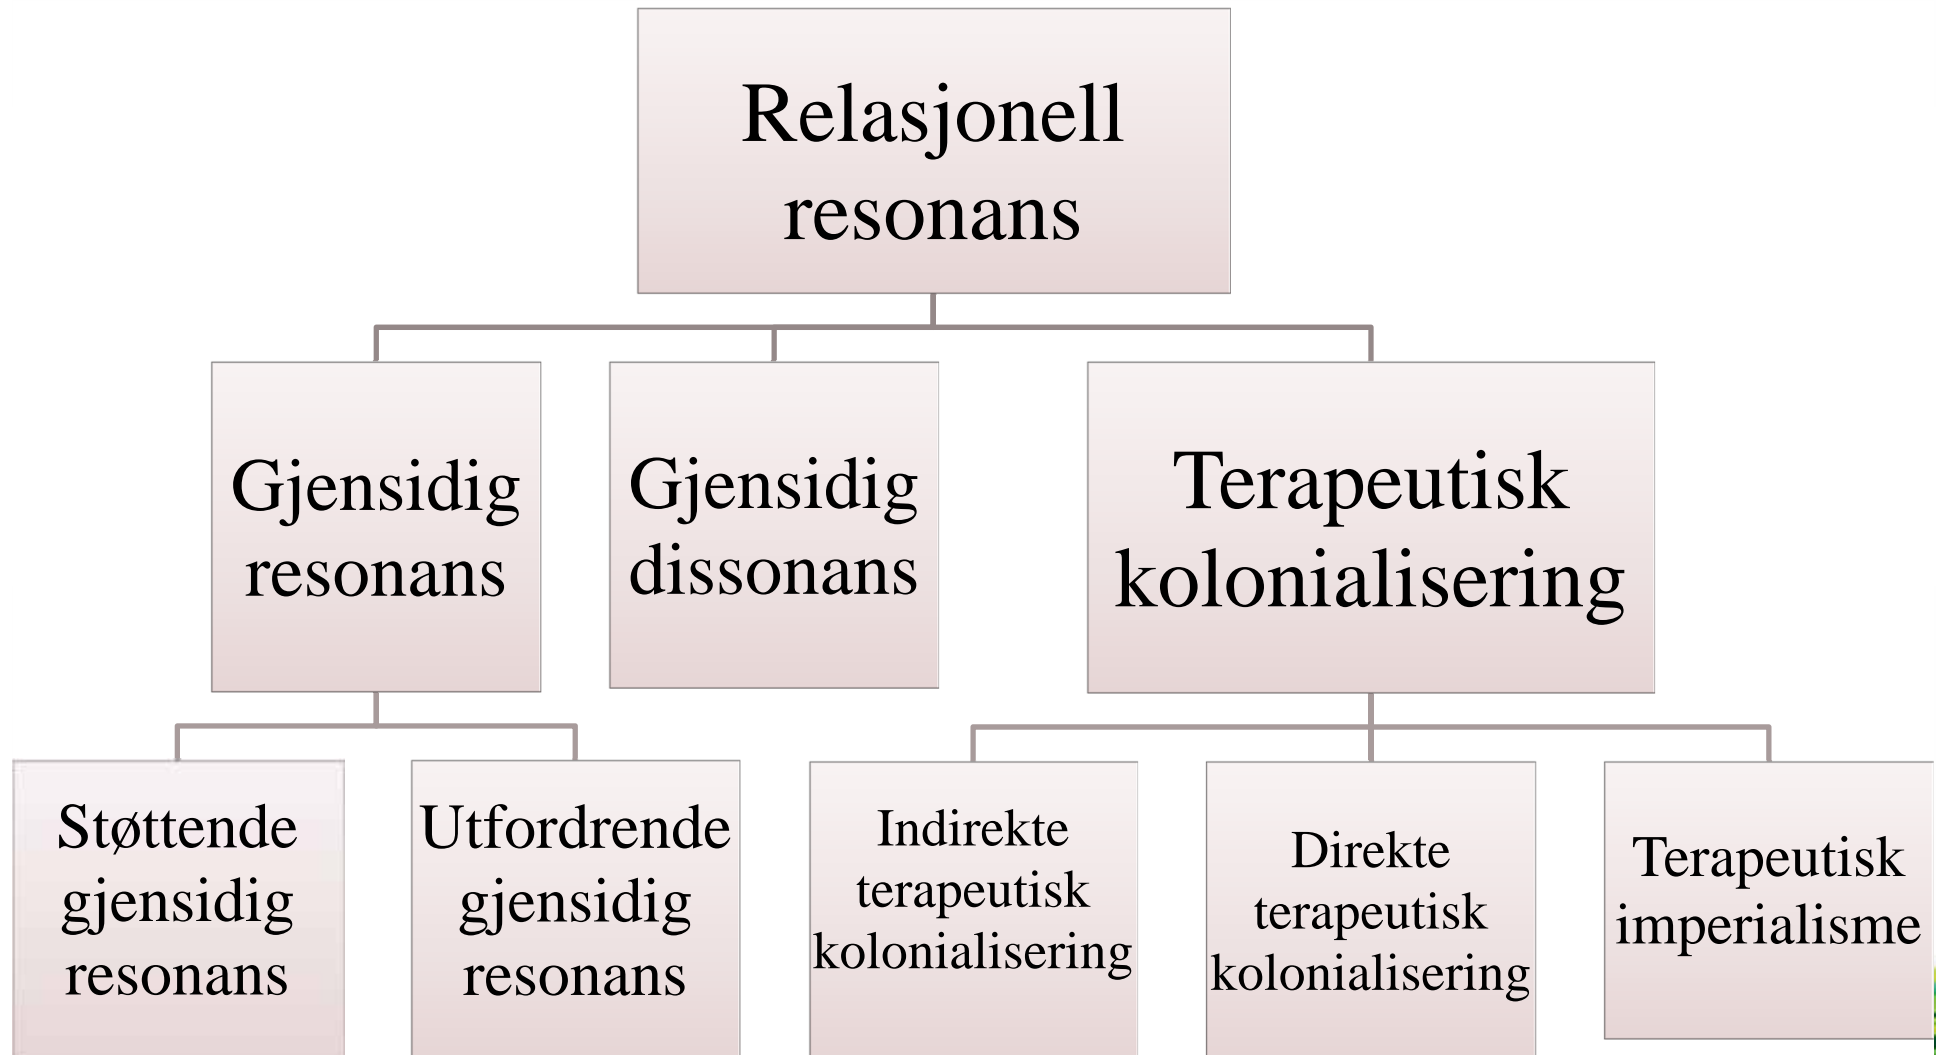 Relasjonell
resonans
Gjensidig
resonans
Gjensidig
dissonans
Terapeutisk
kolonialisering
Støttende
gjensidig
resonans
Utfordrende
gjensidig
resonans
Indirekte
terapeutisk
kolonialisering
Direkte
terapeutisk
kolonialisering
Terapeutisk
imperialisme